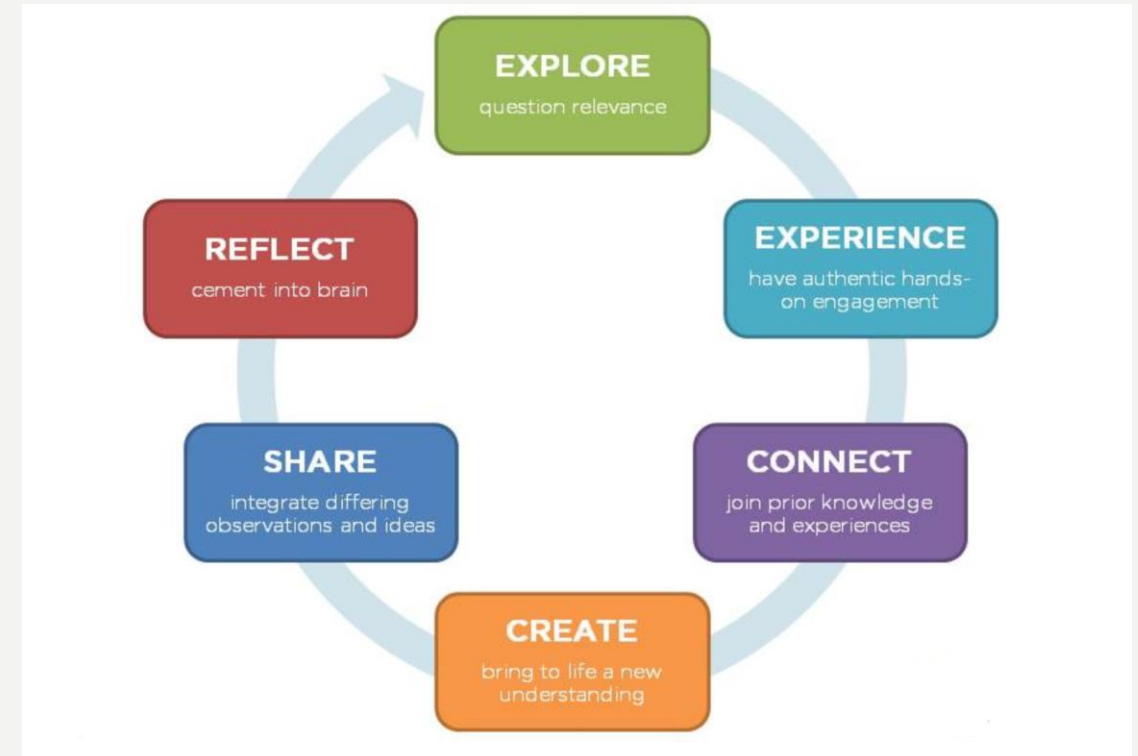 EXPLORE
question relevance
EXPERIENCE
have authentic hands-
on engagement
CONNECT
join prior knowledge
and experiences
CREATE
bring to life a new
understanding
SHARE
integrate differing
observations and ideas
REFLECT
cement into brain